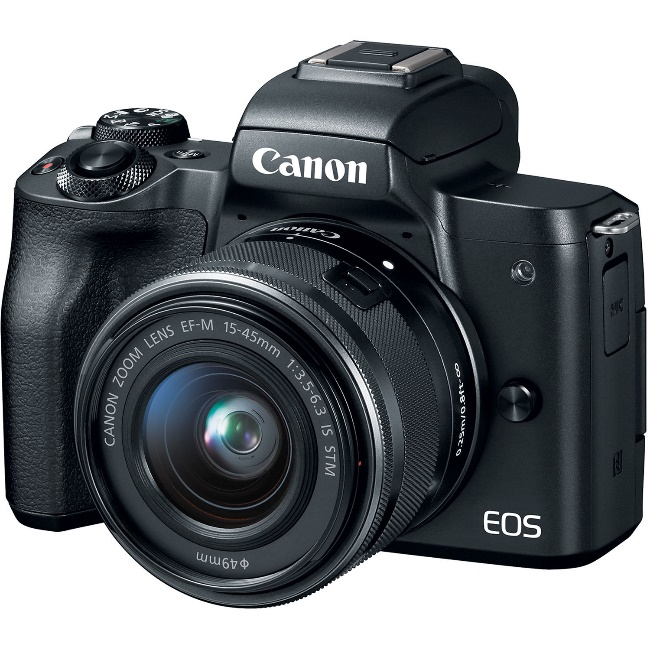 Canon
Canon
CANON ZOOM LENS EF-M 15-45mm 1:3.5-6.3 IS STM
0.25m/0.8ft-∞
EOS
Φ49mm